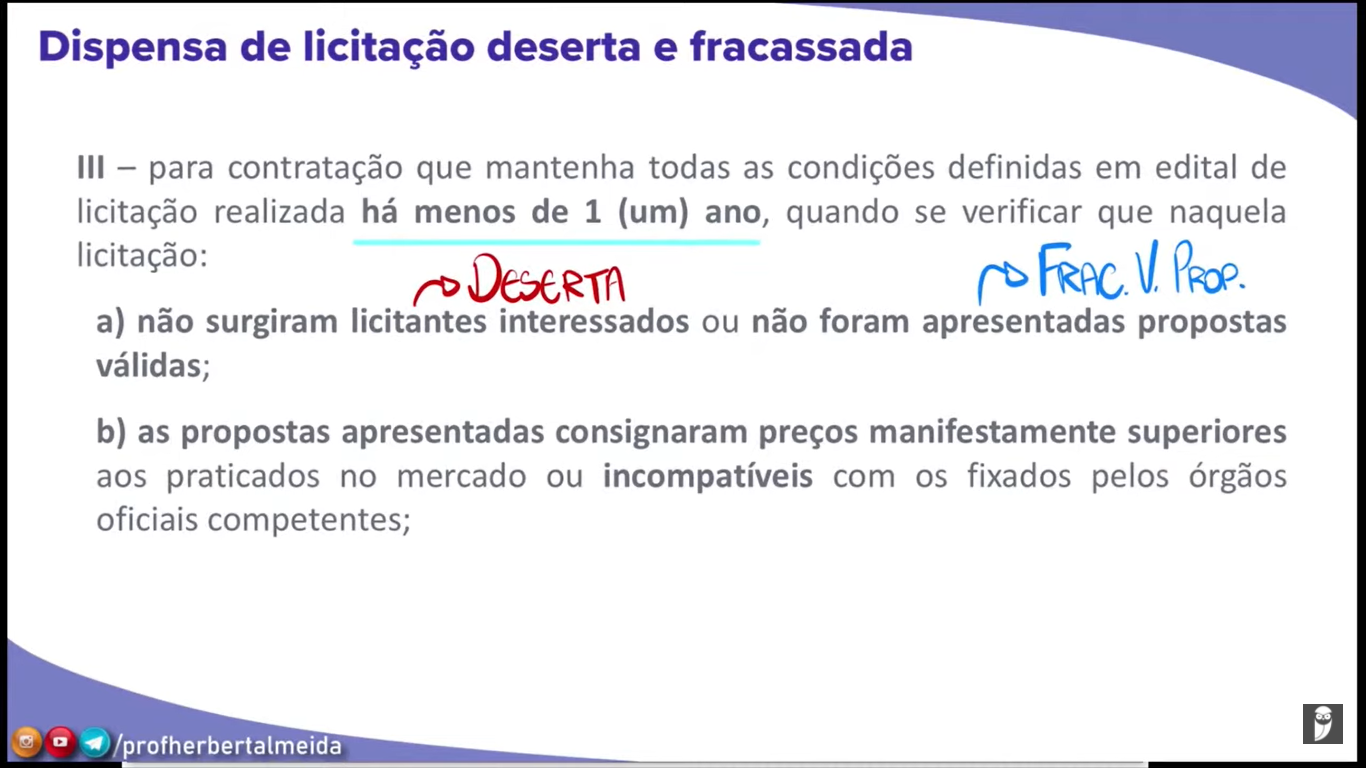 Dispensa de licitação deserta e fracassada
III – para contratação que mantenha todas as condições definidas em edital de
licitação realizada há menos de 1 (um) ano, quando se verificar que naquela
licitação:
DESERTA
FRAC. V. PROP.
a) não surgiram licitantes interessados ou não foram apresentadas propostas
válidas;
b) as propostas apresentadas consignaram preços manifestamente superiores
aos praticados no mercado ou incompatíveis com os fixados pelos órgãos
oficiais competentes;
/profherbertalmeida